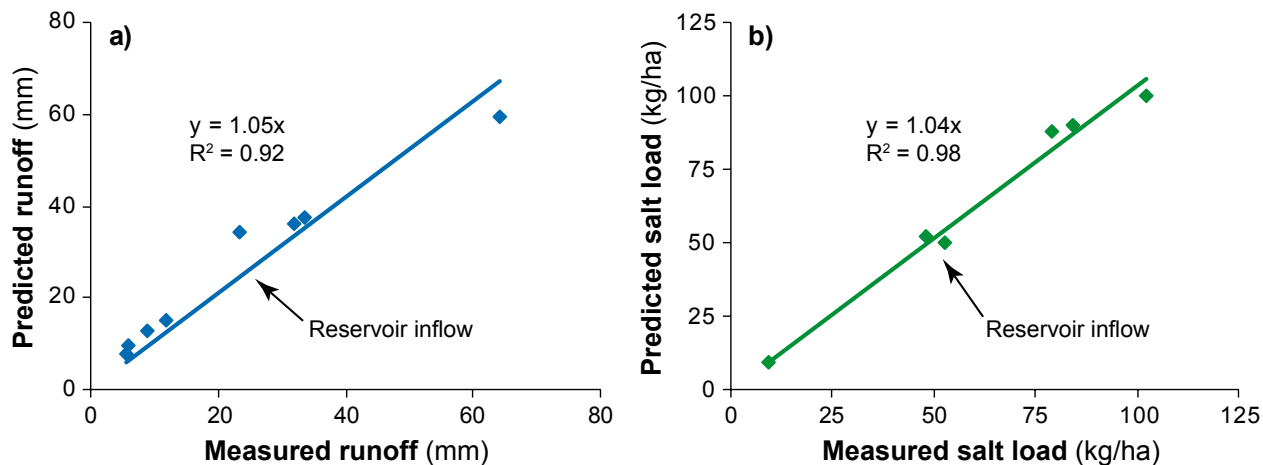 a)
y = 1.05x
R² = 0.92
Reservoir inflow
Predicted runoff (mm)
80
60
40
20
0
0 20 40 60 80
Measured runoff (mm)
b)
y = 1.04x
R² = 0.98
Reservoir inflow
Predicted salt load (kg/ha)
125
100
75
50
25
0
0 25 50 75 100 125
Measured salt load (kg/ha)